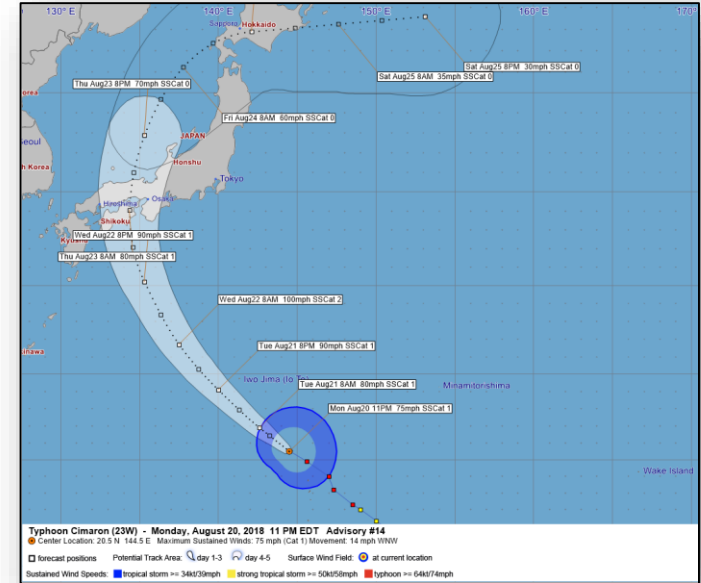 130° E
140° E
150° E
160° E
170°
Sapporo
Hokkaido
Sat Aug25 8PM 30mph SSCat 0
Sat Aug25 8AM 35mph SSCat 0
Thu Aug23 8PM 70mph SSCat 0
orea
Fri Aug24 8AM 60mph SSCat 0
JAPAN
Seoul
h Korea
Honshu
Tokyo
Hiroshima
Osaka
Shikoku
Kyushu
Wed Aug22 8PM 90mph SSCat 1
Thu Aug23 8AM 80mph SSCat 1
Wed Aug22 8AM 100mph SSCat 2
Tue Aug21 8PM 90mph SSCat 1
inawa
Iwo Jima (Io To)
Tue Aug21 8AM 80mph SSCat 1
Minamitorishima
Mon Aug20 11PM 75mph SSCat 1
Wake Island
Typhoon Cimaron (23W) - Monday, August 20, 2018 11 PM EDT Advisory #14
Center Location: 20.5 N 144.5 E Maximum Sustained Winds: 75 mph (Cat 1) Movement: 14 mph WNW
forecast positions Potential Track Area: day 1-3 day 4-5 Surface Wind Field: at current location
Sustained Wind Speeds: tropical storm >= 34kt/39mph strong tropical storm >= 50kt/58mph typhoon >= 64kt/74mph